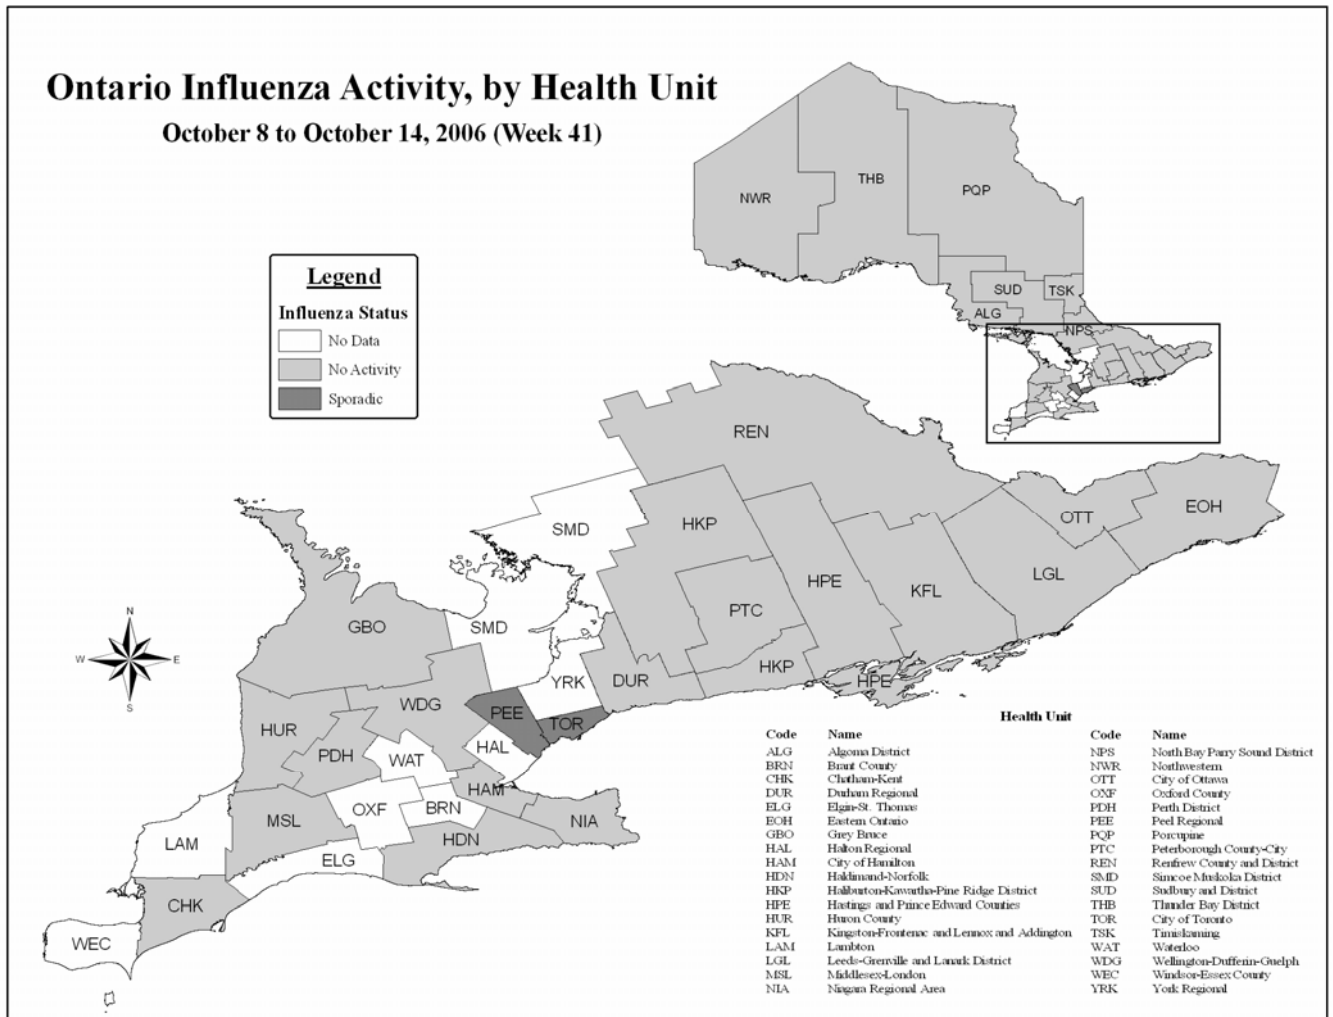 Ontario Influenza Activity, by Health Unit
October 8 to October 14, 2006 (Week 41)
Legend
Influenza Status
No Data
No Activity
Sporadic
NWR
THB
PQP
SUD
TSK
ALG
NPS
REN
SMD
HKP
OTT
EOH
HPE
KFL
LGL
PTC
GBO
SMD
HKP
DUR
YRK
HPE
N
W
E
S
WDG
PEE
TOR
HUR
PDH
WAT
HAL
HAM
OXF
BRN
MSL
NIA
LAM
HDN
ELG
CHK
WEC
Health Unit
Code Name Code Name
ALG Algoma District NPS North Bay Parry Sound District
BRN Brant County NWR Northwestern
CHK Chatham-Kent OTT City of Ottawa
DUR Durham Regional OXF Oxford County
ELG Elgin-St. Thomas PDH Perth District
EOH Eastern Ontario PEE Peel Regional
GBO Grey Bruce PQP Porcupine
HAL Halton Regional PTC Peterborough County-City
HAM City of Hamilton REN Renfrew County and District
HDN Haldimand-Norfolk SMD Simcoe Muskoka District
HKP Haliburton-Kawartha-Pine Ridge District SUD Sudbury and District
HPE Hastings and Prince Edward Counties THB Thunder Bay District
HUR Huron County TOR City of Toronto
KFL Kingston-Frontenac and Lennox and Addington TSK Timiskaming
LAM Lambton WAT Waterloo
LGL Leeds-Grenville and Lanark District WDG Wellington-Dufferin-Guelph
MSL Middlesex-London WEC Windsor-Essex County
NIA Niagara Regional Area YRK York Regional